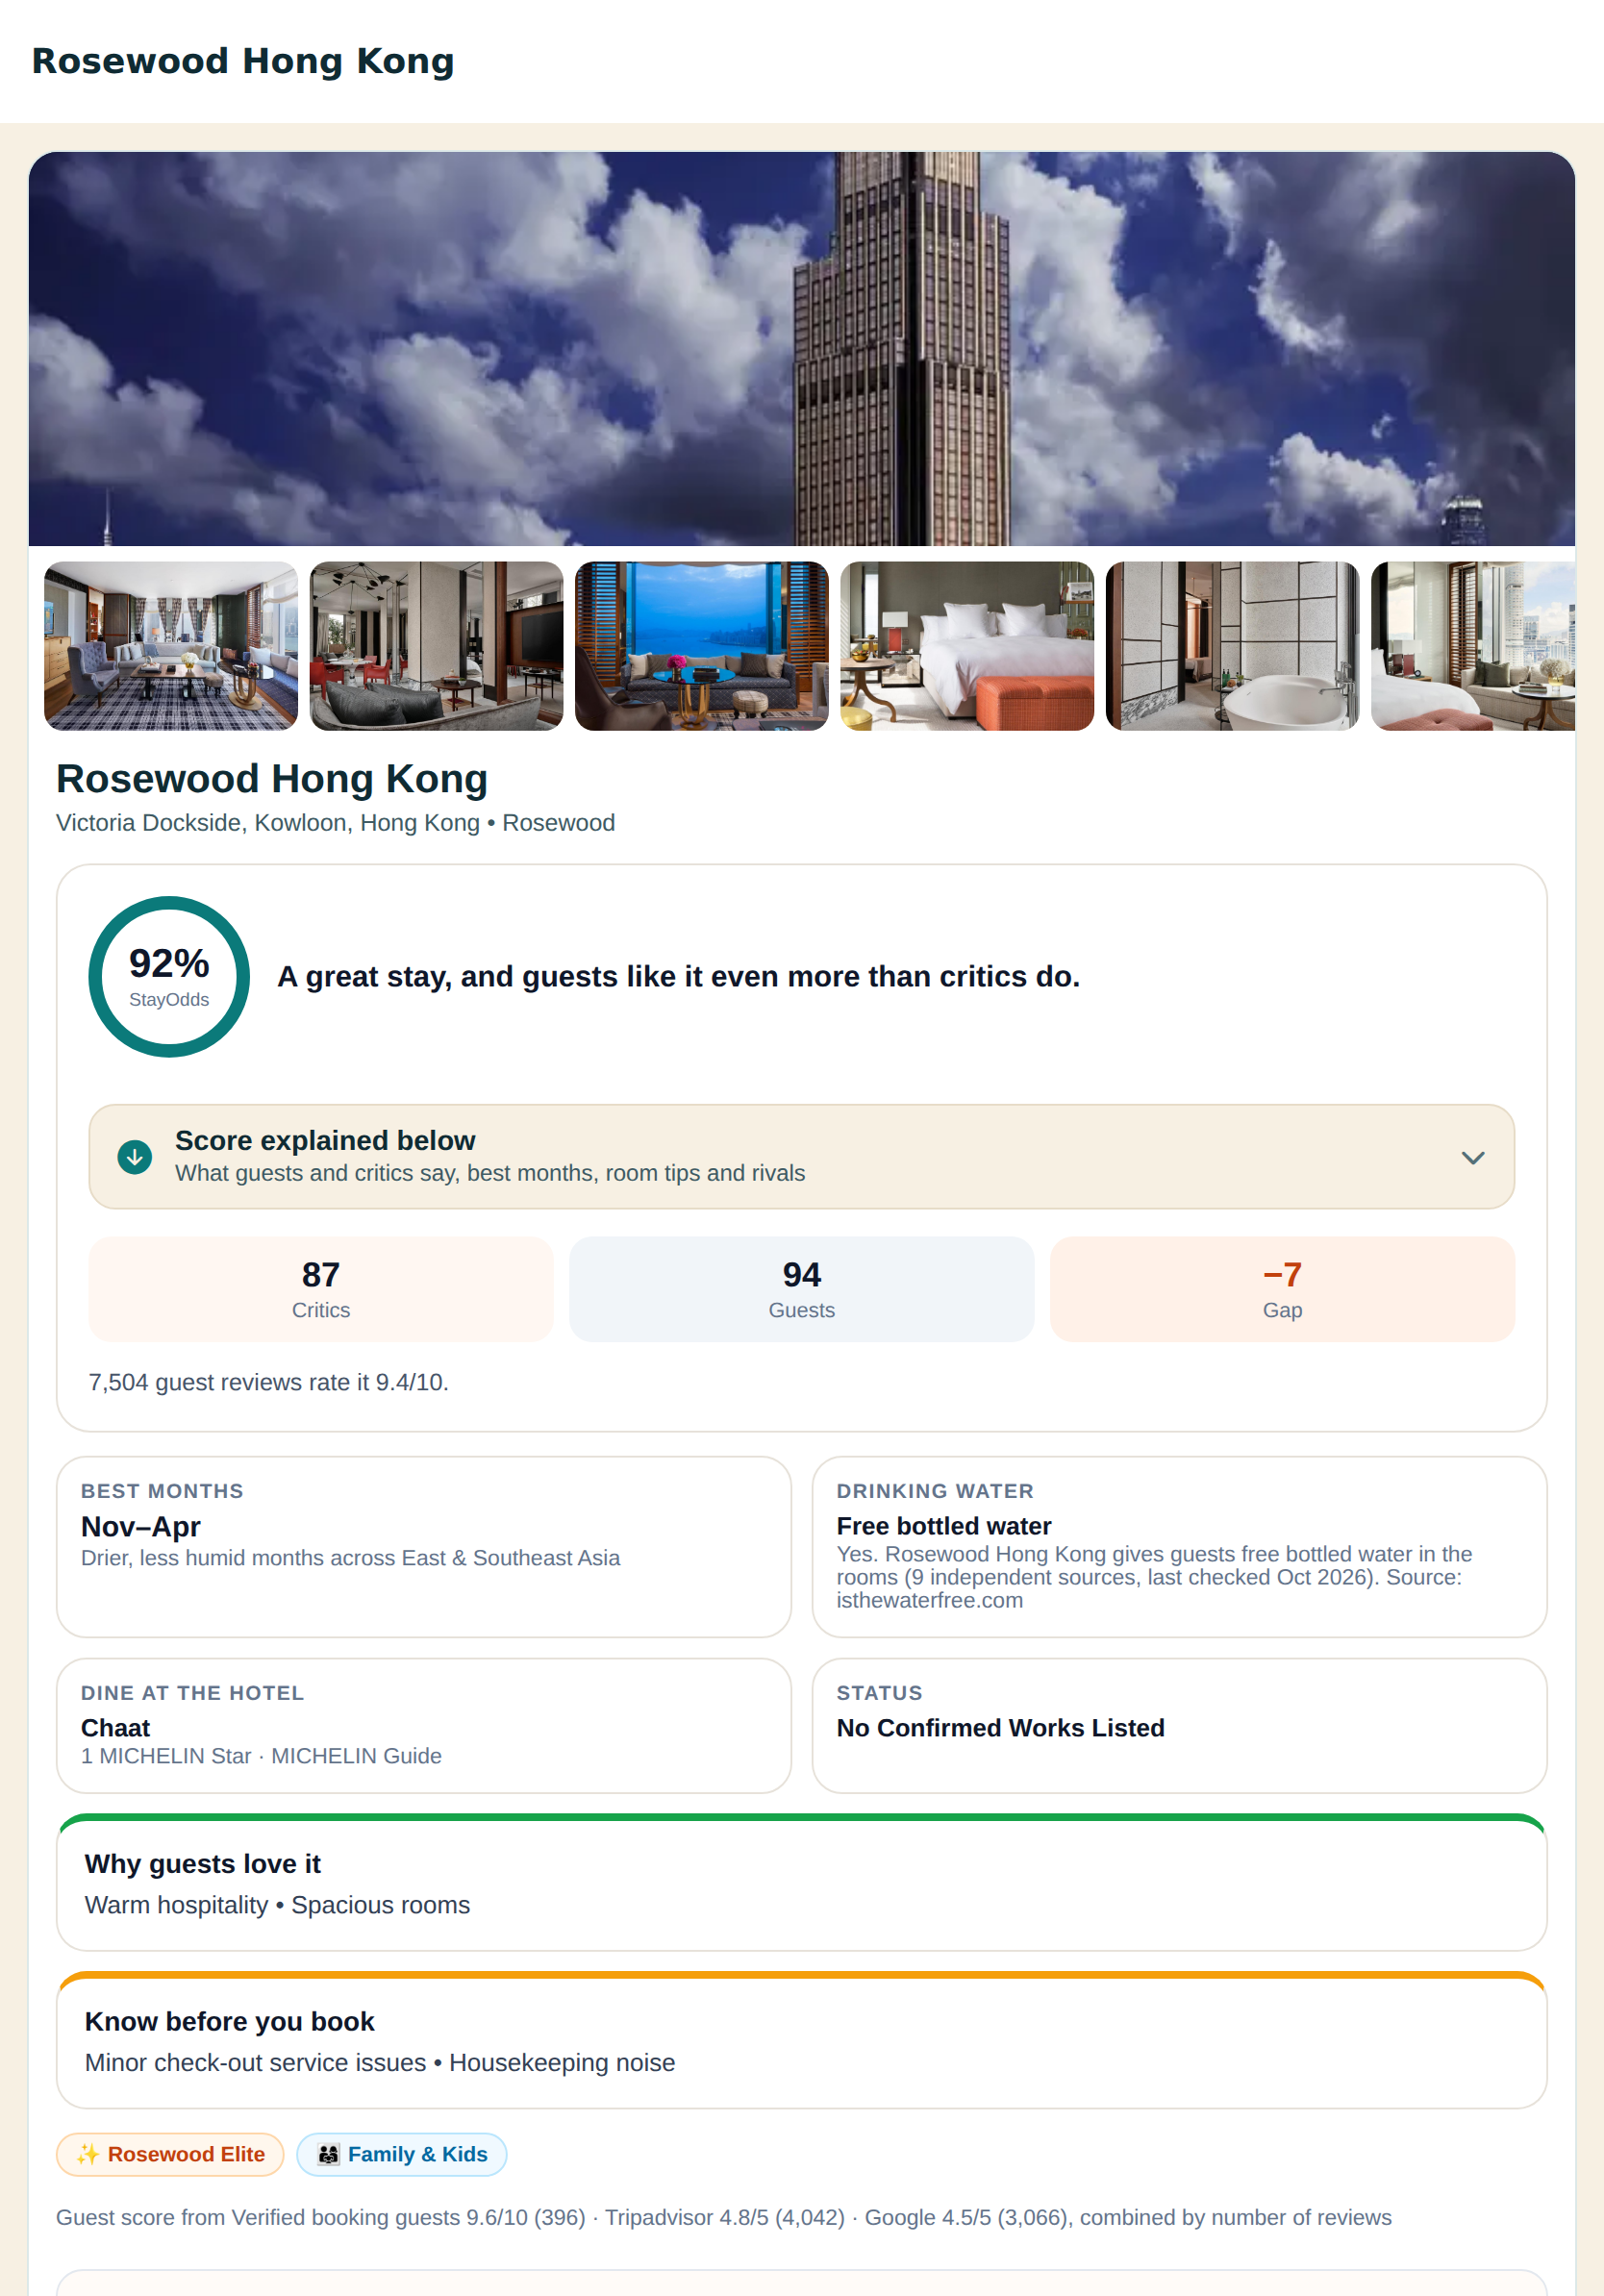 Rosewood Hong Kong
Rosewood Hong Kong
Victoria Dockside, Kowloon, Hong Kong • Rosewood
92%
StayOdds
A great stay, and guests like it even more than critics do.
Score explained below
What guests and critics say, best months, room tips and rivals
87
Critics
94
Guests
−7
Gap
7,504 guest reviews rate it 9.4/10.
BEST MONTHS
Nov–Apr
Drier, less humid months across East & Southeast Asia
DRINKING WATER
Free bottled water
Yes. Rosewood Hong Kong gives guests free bottled water in the
rooms (9 independent sources, last checked Oct 2026). Source:
isthewaterfree.com
DINE AT THE HOTEL
Chaat
1 MICHELIN Star · MICHELIN Guide
STATUS
No Confirmed Works Listed
Why guests love it
Warm hospitality • Spacious rooms
Know before you book
Minor check-out service issues • Housekeeping noise
✨ Rosewood Elite
👨‍👩‍👧‍👦 Family & Kids
Guest score from Verified booking guests 9.6/10 (396) · Tripadvisor 4.8/5 (4,042) · Google 4.5/5 (3,066), combined by number of reviews